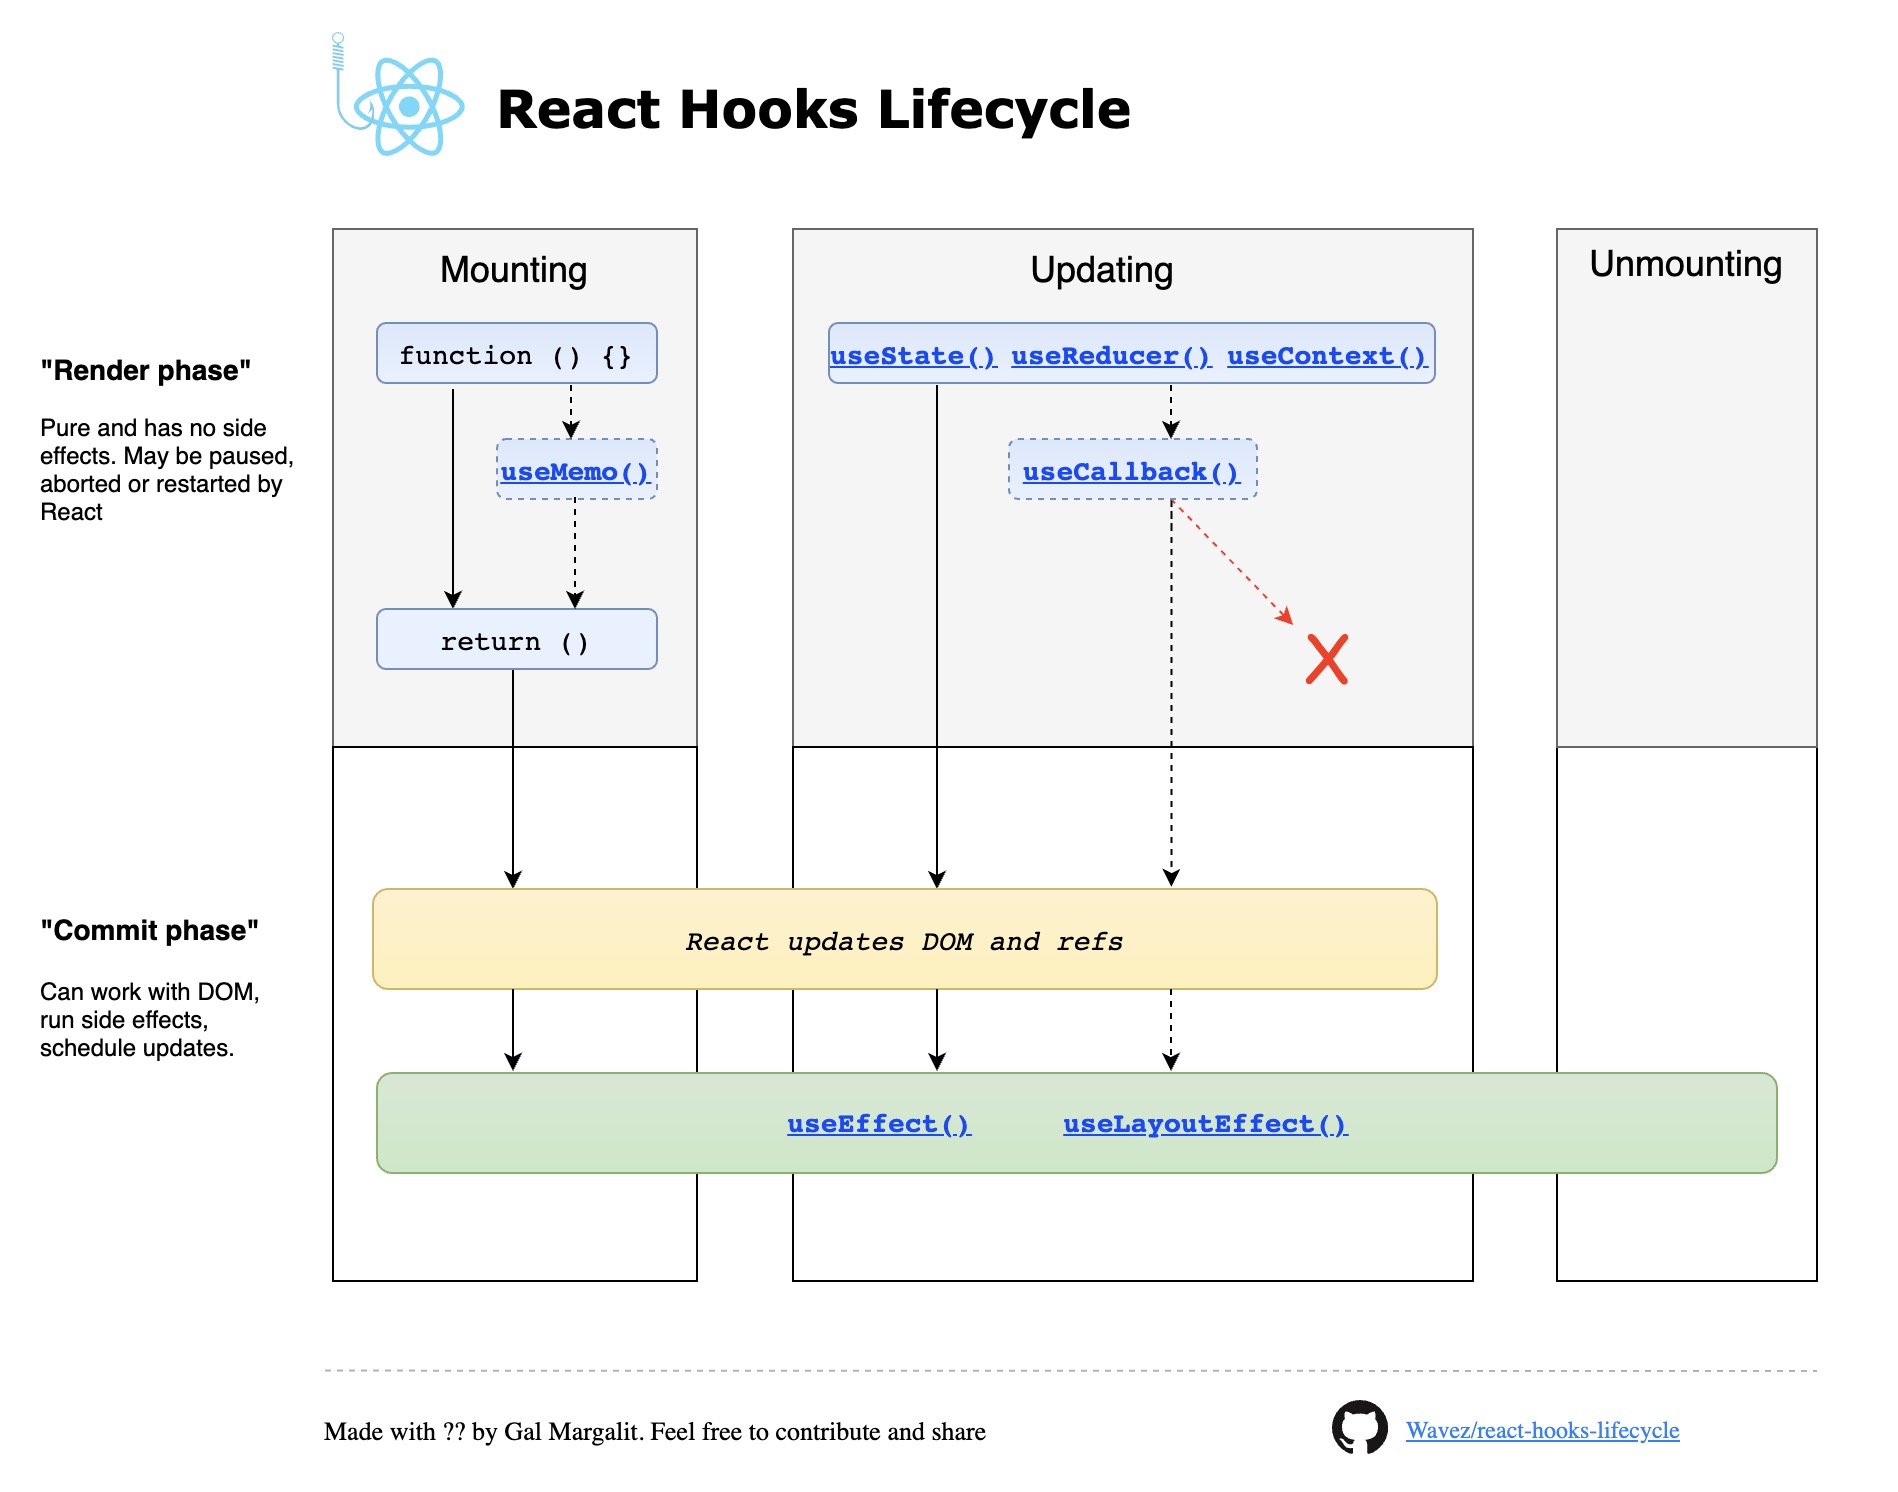 React Hooks Lifecycle
Mounting
Updating
Unmounting
"Render phase"
Pure and has no side
effects. May be paused,
aborted or restarted by
React
function () {}
useMemo()
return ()
useState() useReducer() useContext()
useCallback()
X
"Commit phase"
Can work with DOM,
run side effects,
schedule updates.
React updates DOM and refs
useEffect() useLayoutEffect()
Made with ?? by Gal Margalit. Feel free to contribute and share
Wavez/react-hooks-lifecycle